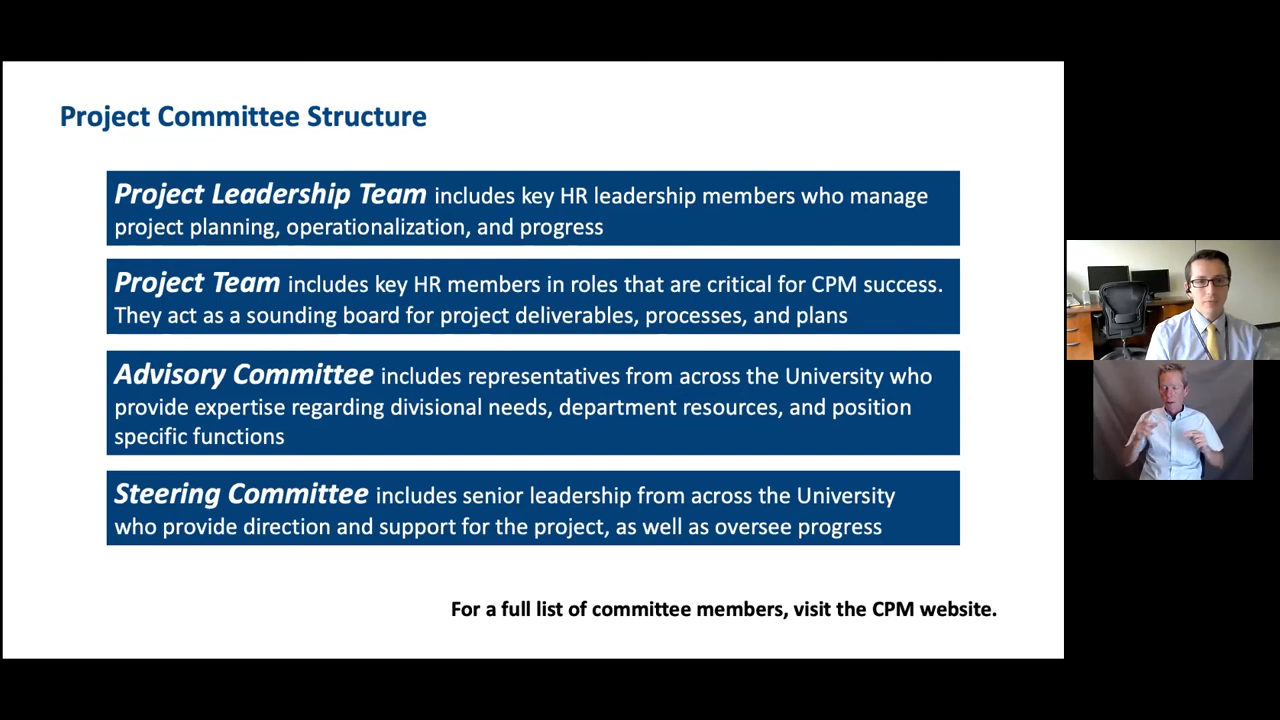 Project Committee Structure
Project Leadership Team includes key HR leadership members who manage
project planning, operationalization, and progress
Project Team includes key HR members in roles that are critical for CPM success.
They act as a sounding board for project deliverables, processes, and plans
Advisory Committee includes representatives from across the University who
provide expertise regarding divisional needs, department resources, and position
specific functions
Steering Committee includes senior leadership from across the University
who provide direction and support for the project, as well as oversee progress
For a full list of committee members, visit the CPM website.